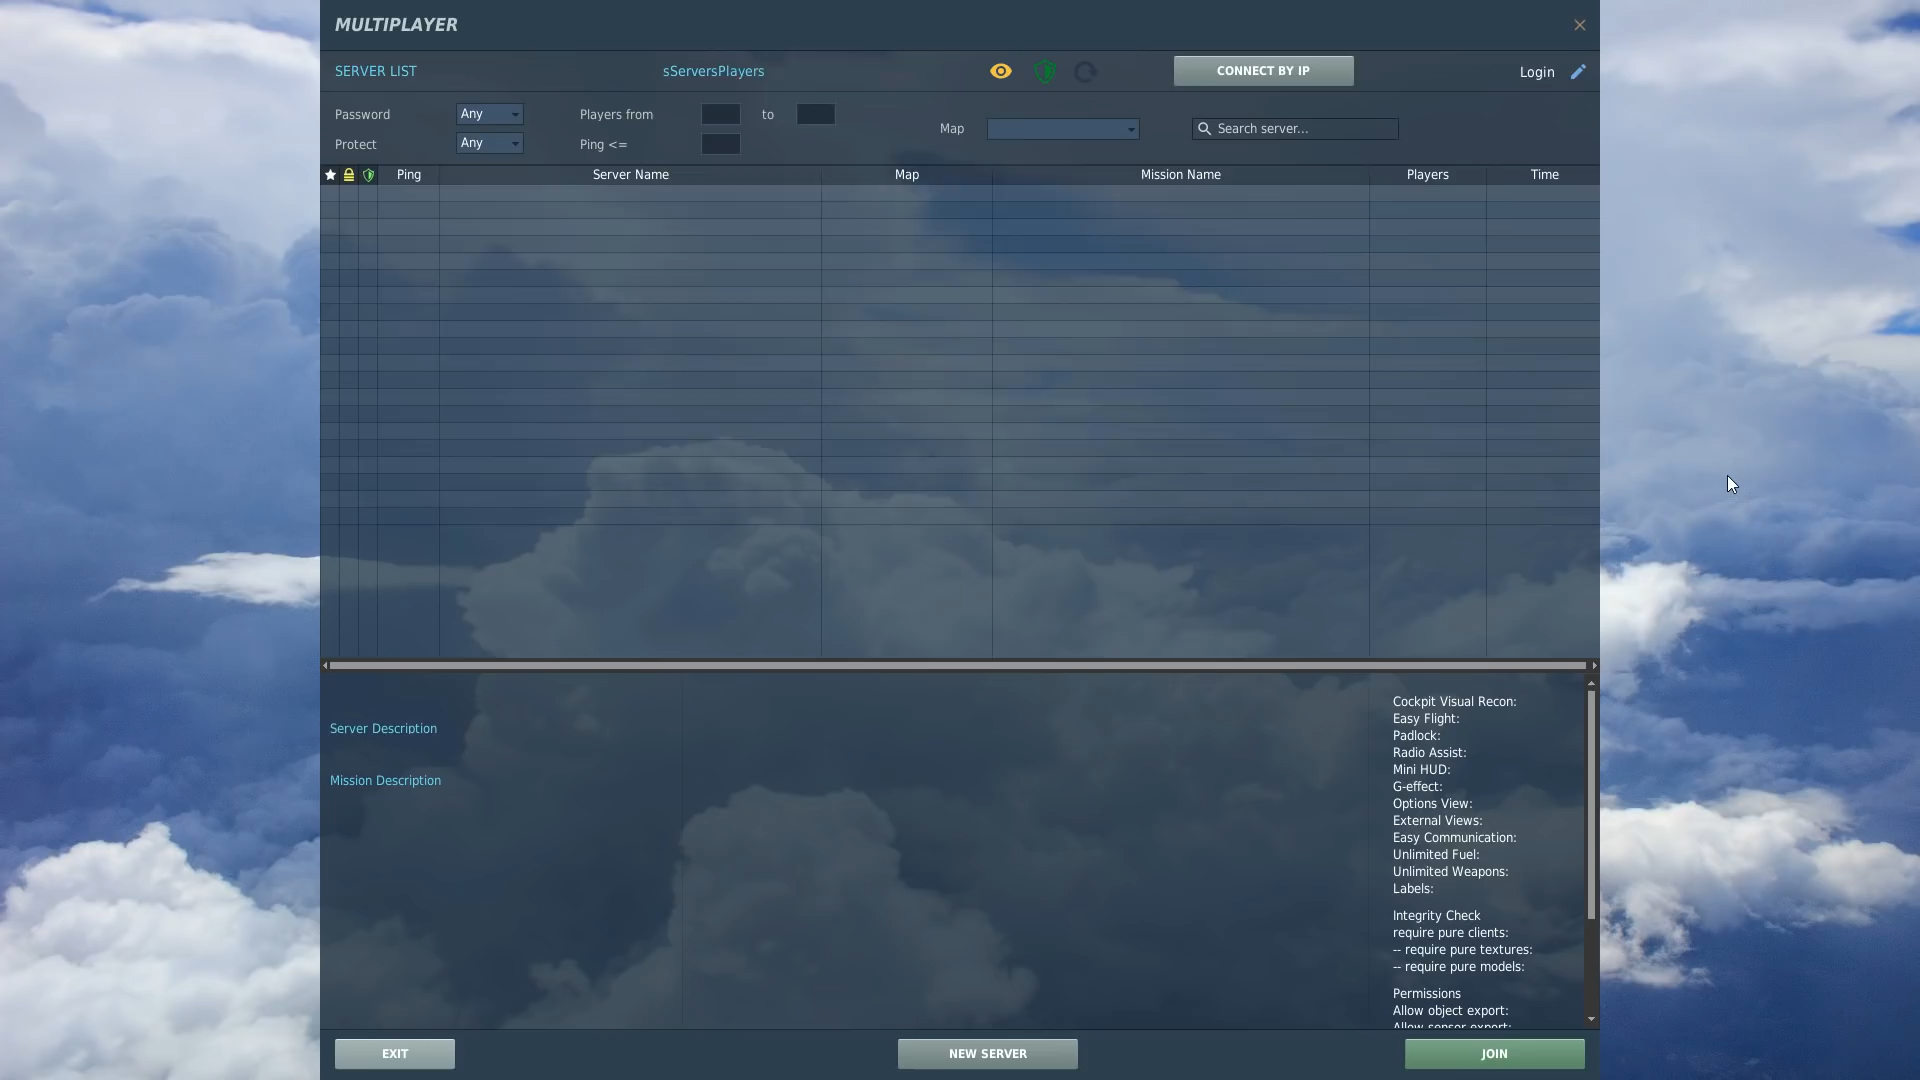 MULTIPLAYER
SERVER LIST
sServersPlayers
CONNECT BY IP
Login
Password
Any
Players from
to
Map
Search server...
Protect
Any
Ping <=
Ping
Server Name
Map
Mission Name
Players
Time
Server Description
Mission Description
Cockpit Visual Recon:
Easy Flight:
Padlock:
Radio Assist:
Mini HUD:
G-effect:
Options View:
External Views:
Easy Communication:
Unlimited Fuel:
Unlimited Weapons:
Labels:
Integrity Check
require pure clients:
-- require pure textures:
-- require pure models:
Permissions
Allow object export:
Allow sensor export:
EXIT
NEW SERVER
JOIN